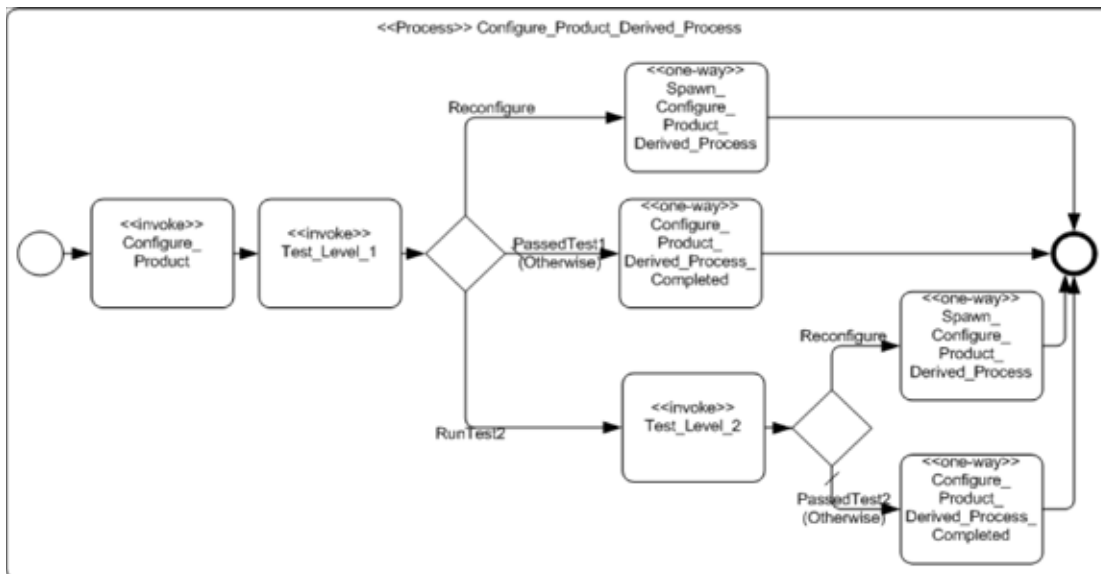 <<Process>> Configure_Product_Derived_Process
<<one-way>>
Spawn_
Configure_
Product_
Derived_Process
Reconfigure
<<invoke>>
Configure_
Product
<<invoke>>
Test_Level_1
PassedTest1
(Otherwise)
<<one-way>>
Configure_
Product_
Derived_Process_
Completed
RunTest2
<<invoke>>
Test_Level_2
Reconfigure
<<one-way>>
Spawn_
Configure_
Product_
Derived_Process
PassedTest2
(Otherwise)
<<one-way>>
Configure_
Product_
Derived_Process_
Completed